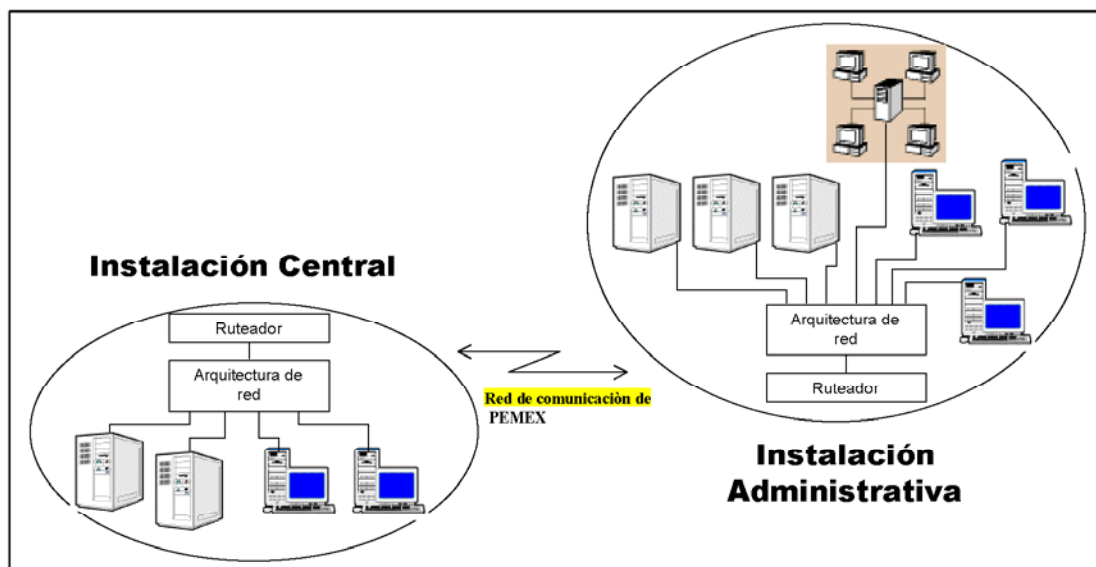 Instalación Central
Ruteador
Arquitectura de
red
Red de comunicaciòn de
PEMEX
Arquitectura de
red
Ruteador
Instalación
Administrativa